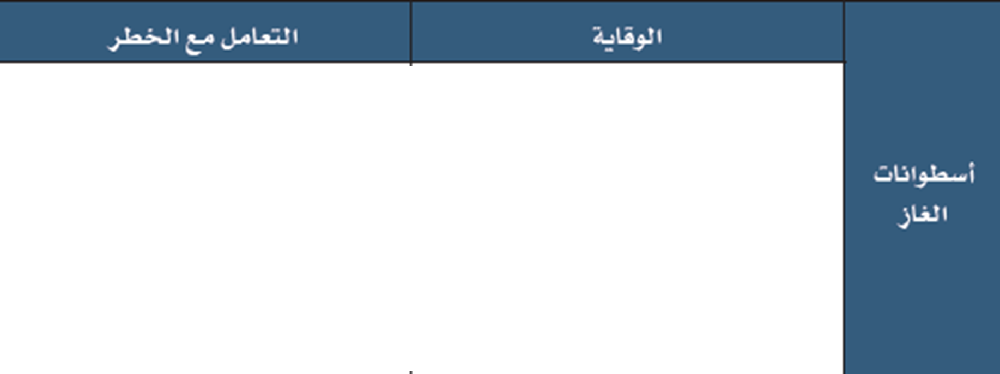 الوقاية
التعامل مع الخطر
أسطوانات
الغاز